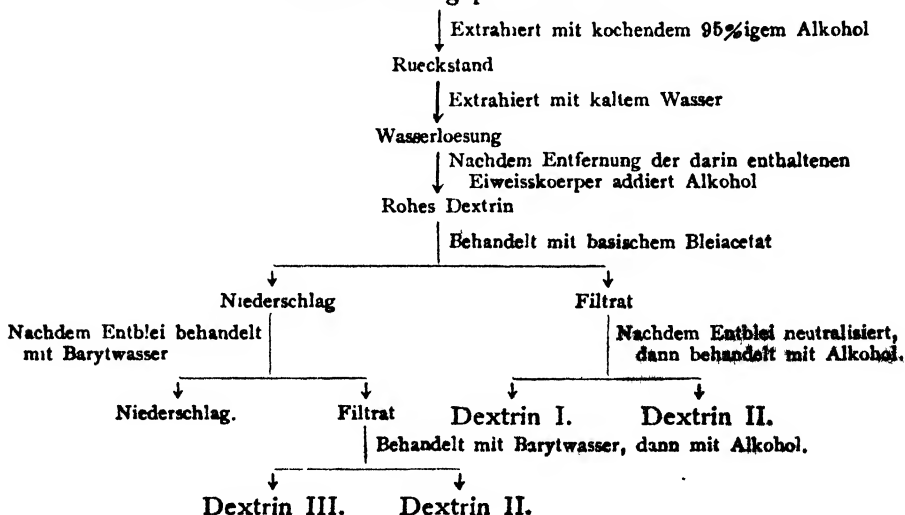 Extrahiert mit kochendem 95%igem Alkohol
Rueckstand
Extrahiert mit kaltem Wasser
Wasserloesung
Nachdem Entfernung der darin enthaltenen
Eiweisskoerper addiert Alkohol
Rohes Dextrin
Behandelt mit basischem Bleiacetat
Niederschlag
Filtrat
Nachdem Entblei behandelt
mit Barytwasser
Nachdem Entblei neutralisiert,
dann behandelt mit Alkohol.
Niederschlag.
Filtrat
Dextrin I.
Dextrin II.
Behandelt mit Barytwasser, dann mit Alkohol.
Dextrin III.
Dextrin II.